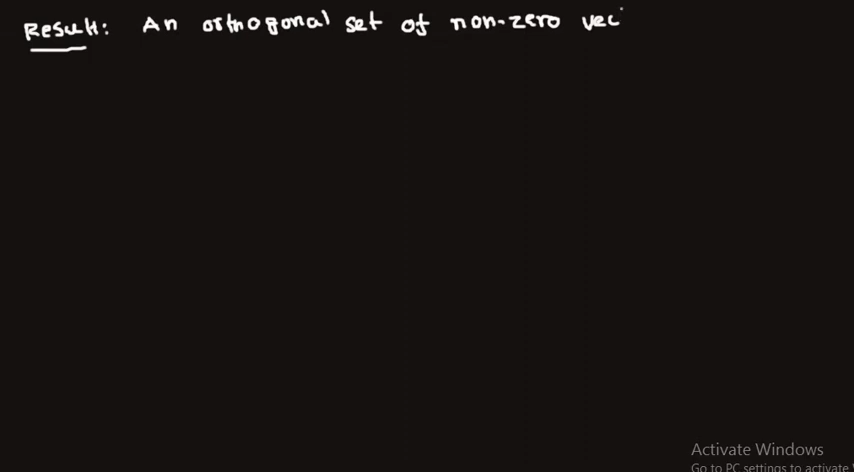 Result: An orthogonal set of non-zero vec
Activate Windows
Go to PC settings to activate